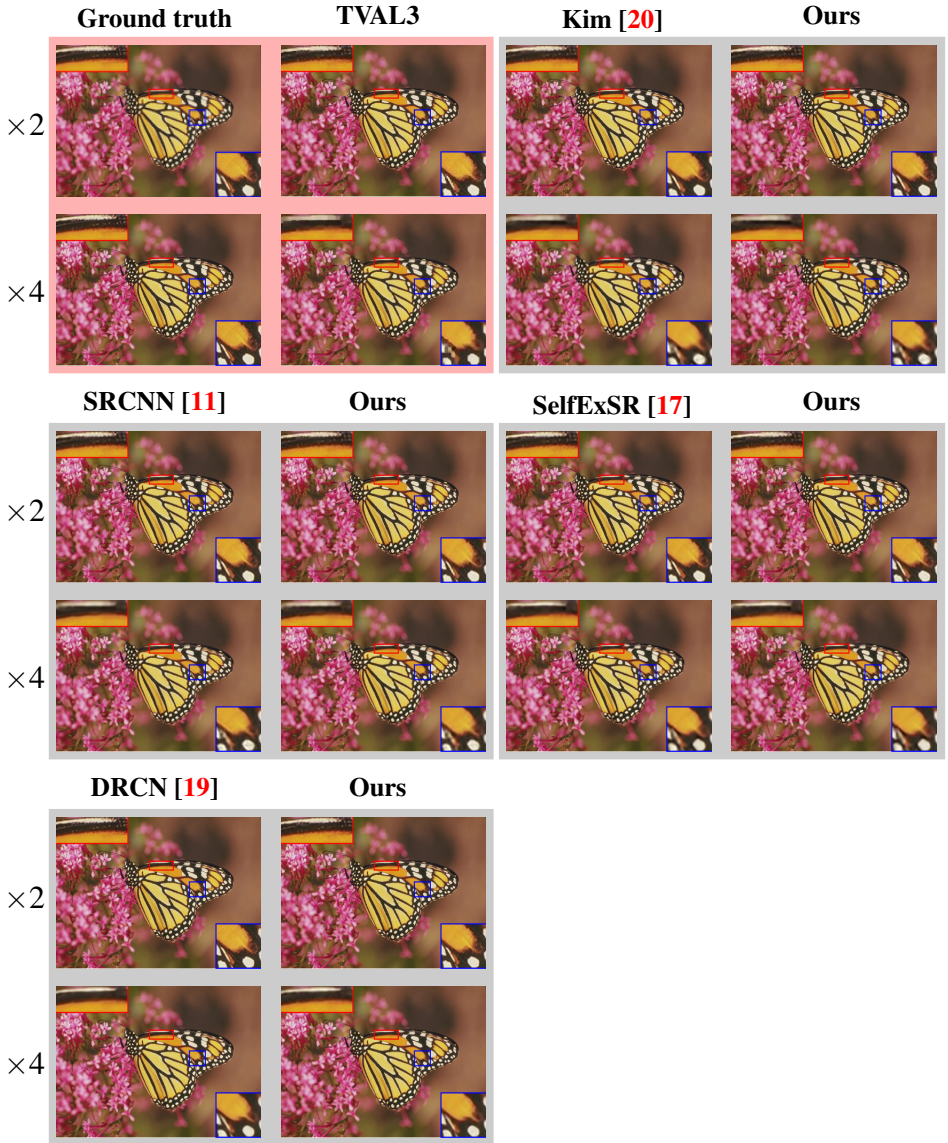 Ground truth TVAL3 Kim [20] Ours
×2
×4
SRCNN [11] Ours SelfExSR [17] Ours
×2
×4
DRCN [19] Ours
×2
×4